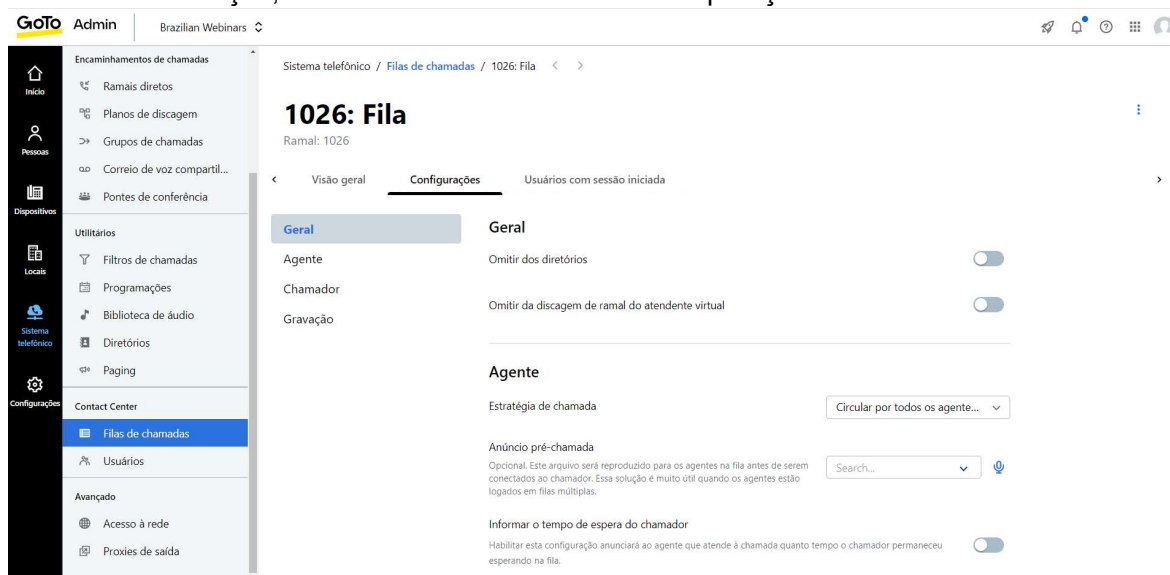 GoTo Admin Brazilian Webinars
Início
Pessoas
Dispositivos
Locais
Sistema telefônico
Configurações
Encaminhamentos de chamadas
Ramais diretos
Planos de discagem
Grupos de chamadas
Correio de voz compartil...
Pontes de conferência
Utilitários
Filtros de chamadas
Programações
Biblioteca de áudio
Diretórios
Paging
Contact Center
Filas de chamadas
Usuários
Avançado
Acesso à rede
Proxies de saída
Sistema telefônico / Filas de chamadas / 1026: Fila < >
1026: Fila
Ramal: 1026
Visão geral Configurações Usuários com sessão iniciada
Geral
Agente
Chamador
Gravação
Geral
Omitir dos diretórios
Omitir da discagem de ramal do atendente virtual
Agente
Estratégia de chamada Circular por todos os agente...
Anúncio pré-chamada
Opcional. Este arquivo será reproduzido para os agentes na fila antes de serem
conectados ao chamador. Essa solução é muito útil quando os agentes estão
logados em filas múltiplas.
Search...
Informar o tempo de espera do chamador
Habilitar esta configuração anunciará ao agente que atende à chamada quanto tempo o chamador permaneceu
esperando na fila.